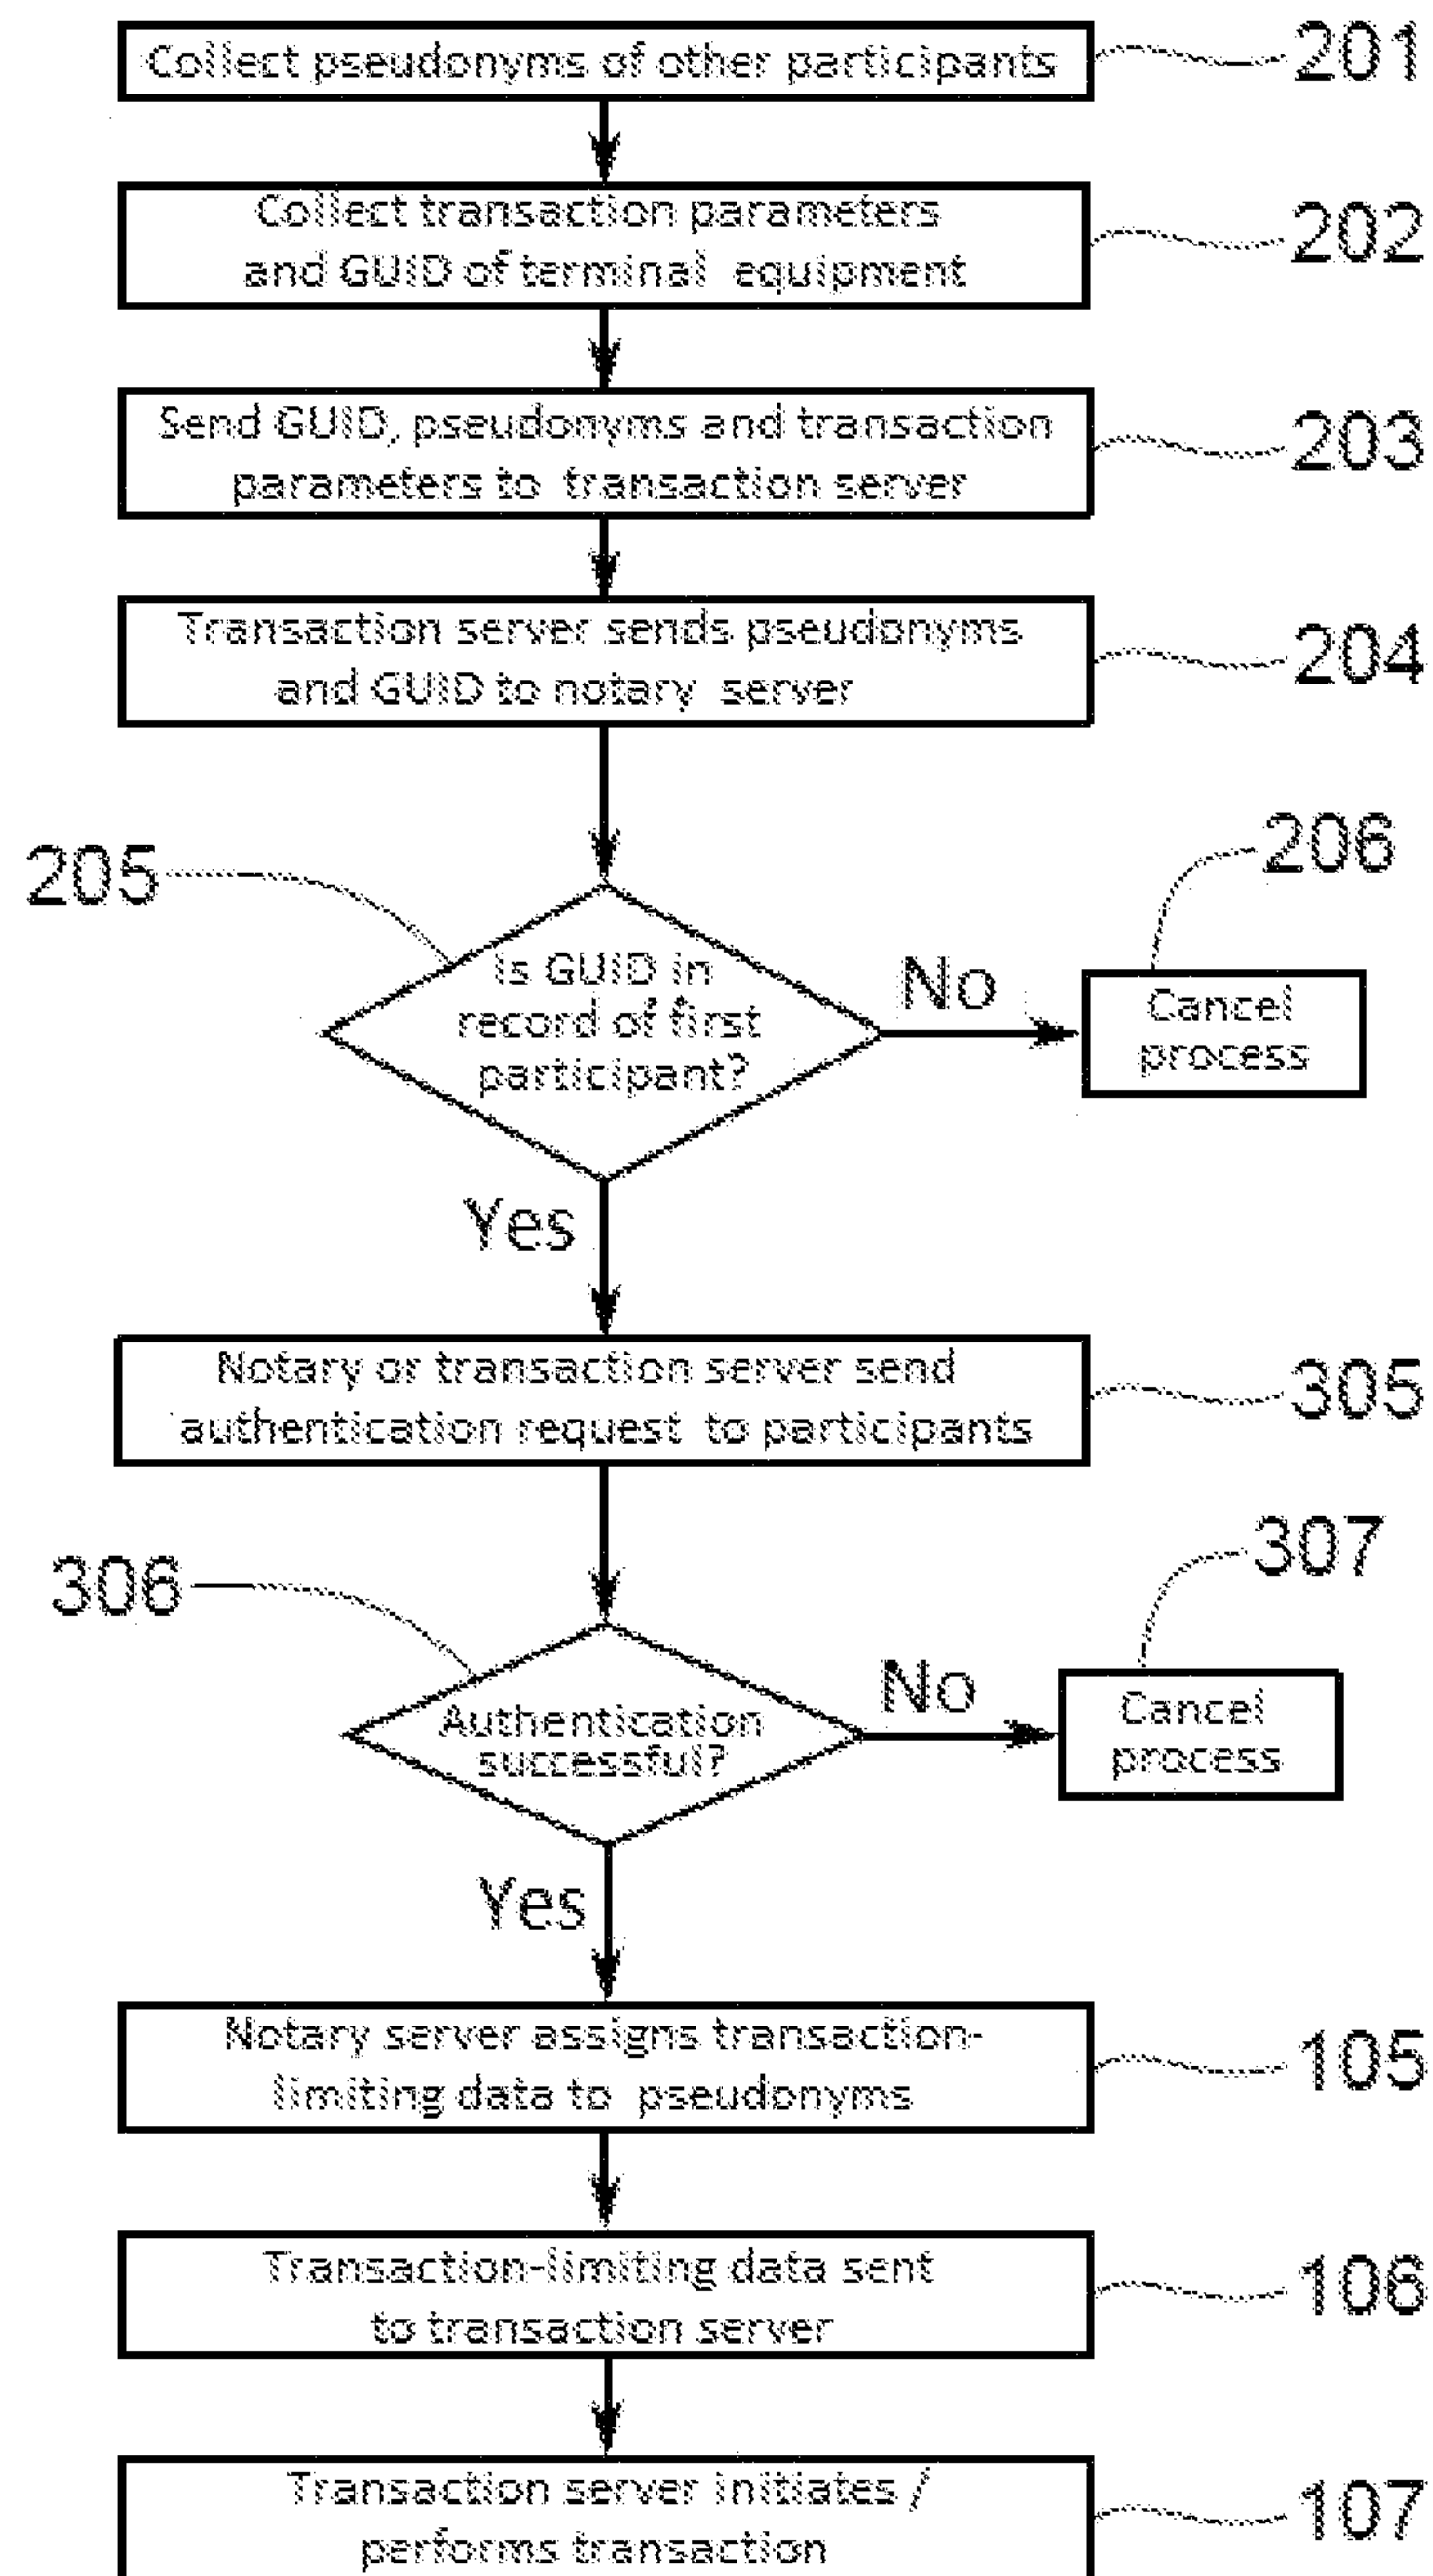 Collect pseudonyms of other participants
201
Collect transaction parameters
and GUID of terminal equipment
202
Send GUID, pseudonyms and transaction
parameters to transaction server
203
Transaction server sends pseudonyms
and GUID to notary server
204
205
Is GUID in
record of first
participant?
No
206
Cancel
process
Yes
Notary or transaction server send
authentication request to participants
305
306
Authentication
successful?
No
307
Cancel
process
Yes
Notary server assigns transaction-
limiting data to pseudonyms
105
Transaction-limiting data sent
to transaction server
106
Transaction server initiates /
performs transaction
107